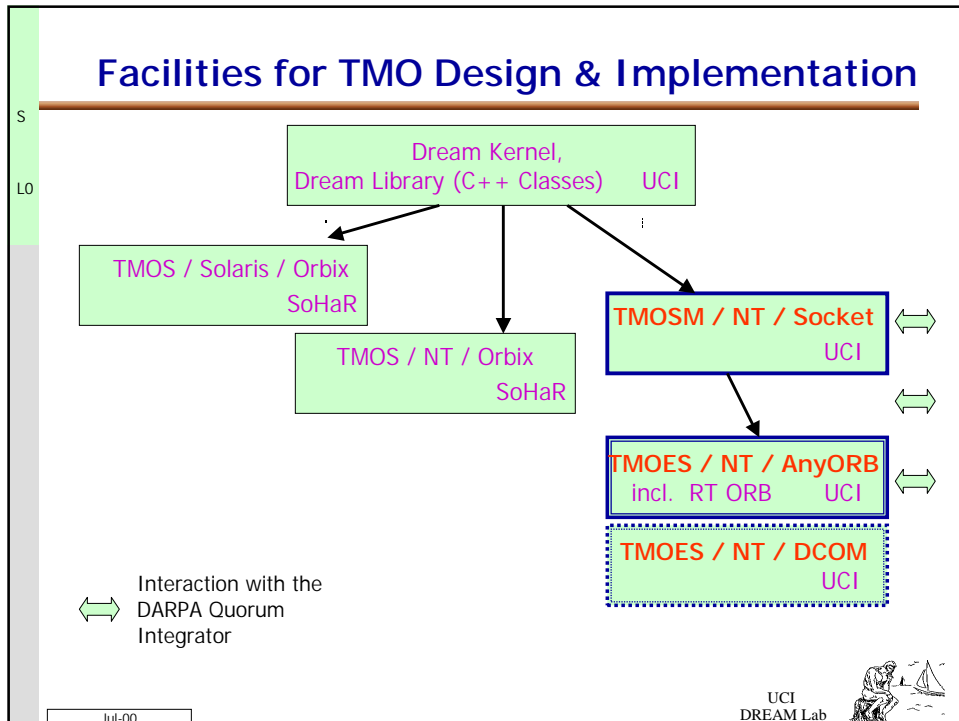 Facilities for TMO Design & Implementation
S
L0
Dream Kernel,
Dream Library (C++ Classes) UCI
TMOS / Solaris / Orbix
SoHaR
TMOS / NT / Orbix
SoHaR
TMOSM / NT / Socket
UCI
TMOES / NT / AnyORB
incl. RT ORB UCI
TMOES / NT / DCOM
UCI
Interaction with the
DARPA Quorum
Integrator
Jul-00
UCI
DREAM Lab